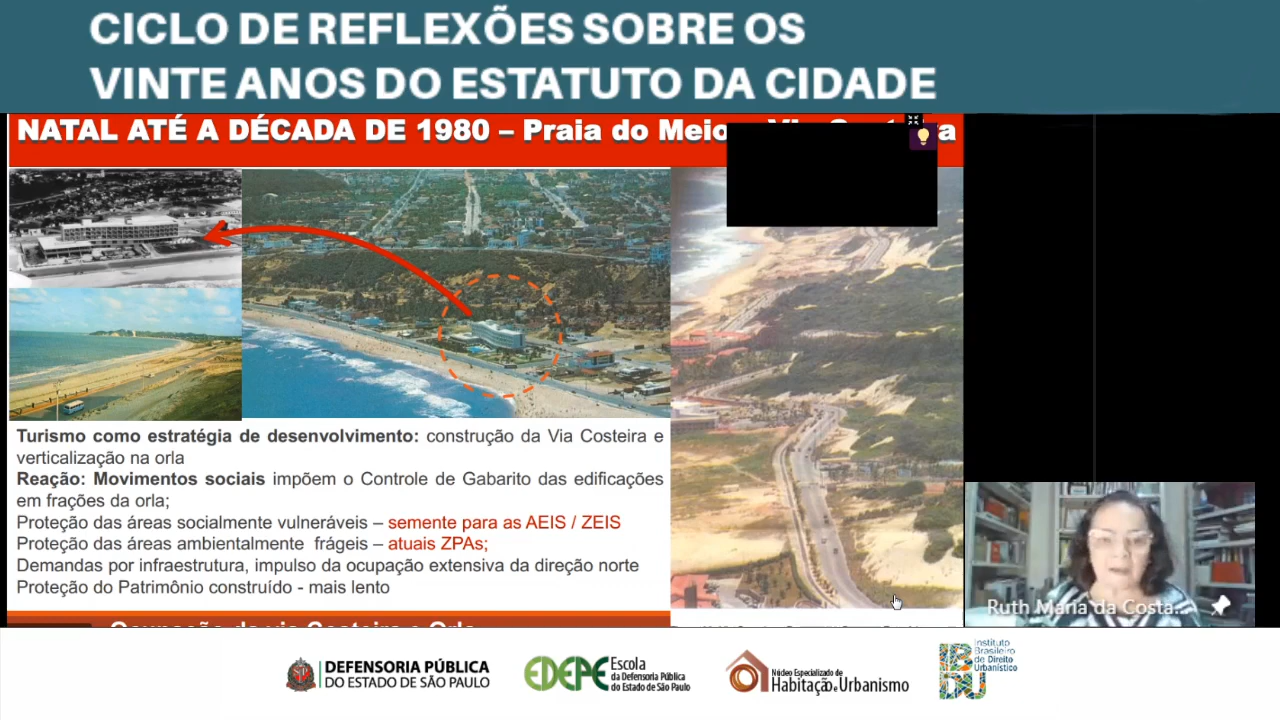 CICLO DE REFLEXÕES SOBRE OS
VINTE ANOS DO ESTATUTO DA CIDADE
NATAL ATÉ A DÉCADA DE 1980 – Praia do Meio
Turismo como estratégia de desenvolvimento: construção da Via Costeira e
verticalização na orla
Reação: Movimentos sociais impõem o Controle de Gabarito das edificações
em frações da orla;
Proteção das áreas socialmente vulneráveis – semente para as AEIS / ZEIS
Proteção das áreas ambientalmente frágeis – atuais ZPAs;
Demandas por infraestrutura, impulso da ocupação extensiva da direção norte
Proteção do Patrimônio construído - mais lento
Ocupação da via Costeira e Orla
Ruth Maria da Costa...
DEFENSORIA PÚBLICA
DO ESTADO DE SÃO PAULO
EDEPE Escola
da Defensoria Pública
do Estado de São Paulo
Núcleo Especializado de
Habitação e Urbanismo
IBDU
Instituto
Brasileiro
de Direito
Urbanístico